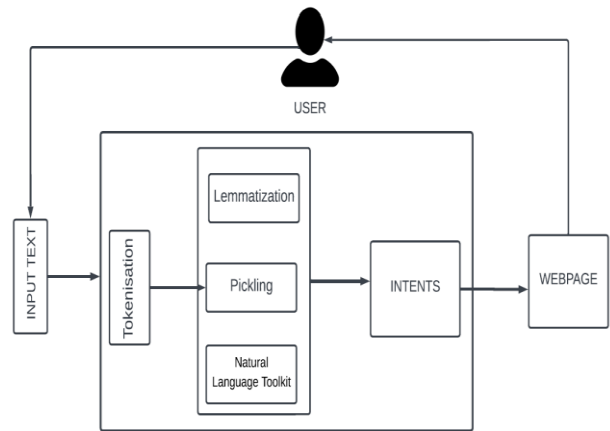 USER
INPUT TEXT
Tokenisation
Lemmatization
Pickling
Natural
Language Toolkit
INTENTS
WEBPAGE